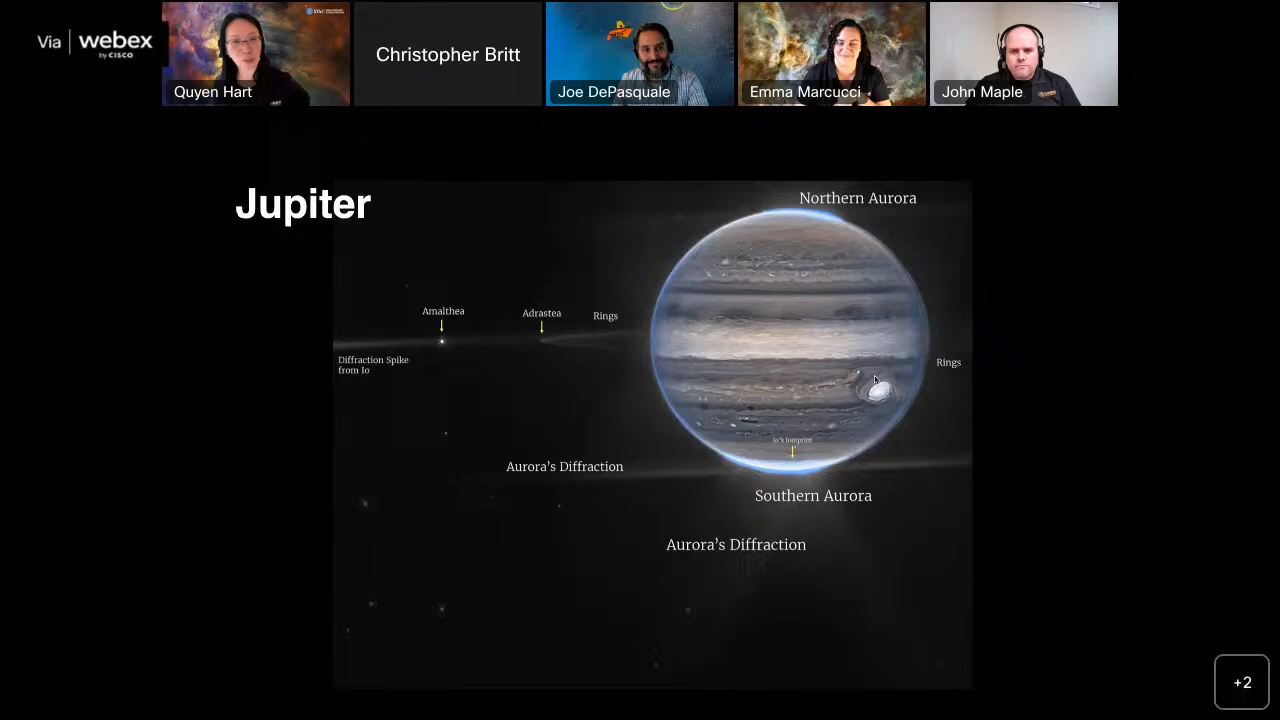 Via | webex
by CISCO
Quyen Hart
Christopher Britt
Joe DePasquale
Emma Marcucci
John Maple
Jupiter
Northern Aurora
Amalthea
Adrastea
Rings
Diffraction Spike
from Io
Rings
Io's footprint
Aurora's Diffraction
Southern Aurora
Aurora's Diffraction
+2